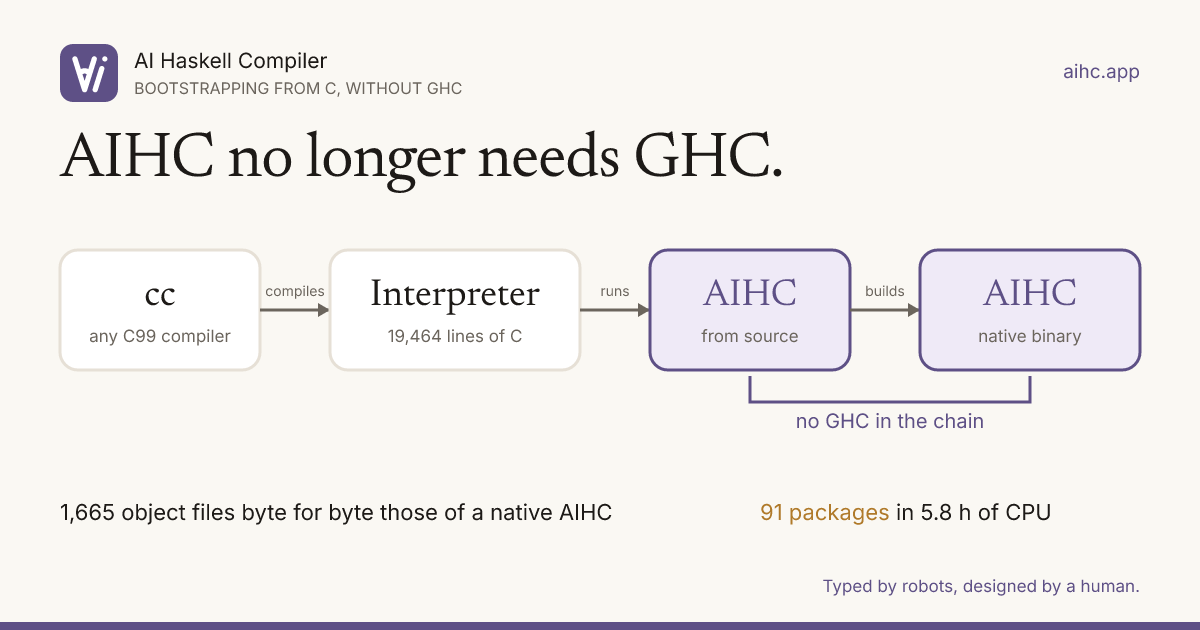 AI Haskell Compiler
BOOTSTRAPPING FROM C, WITHOUT GHC
aihc.app
AIHC no longer needs GHC.
cc
any C99 compiler
compiles
Interpreter
19,464 lines of C
runs
AIHC
from source
builds
AIHC
native binary
no GHC in the chain
1,665 object files byte for byte those of a native AIHC
91 packages in 5.8 h of CPU
Typed by robots, designed by a human.